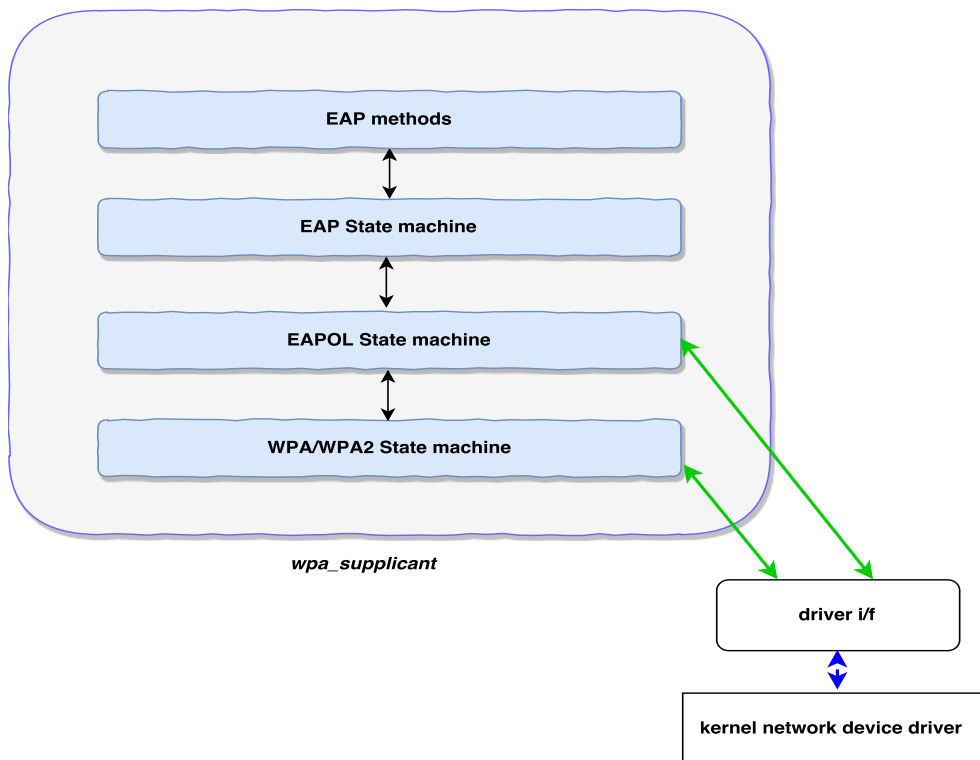 EAP methods
EAP State machine
EAPOL State machine
WPA/WPA2 State machine
wpa_supplicant
driver i/f
kernel network device driver